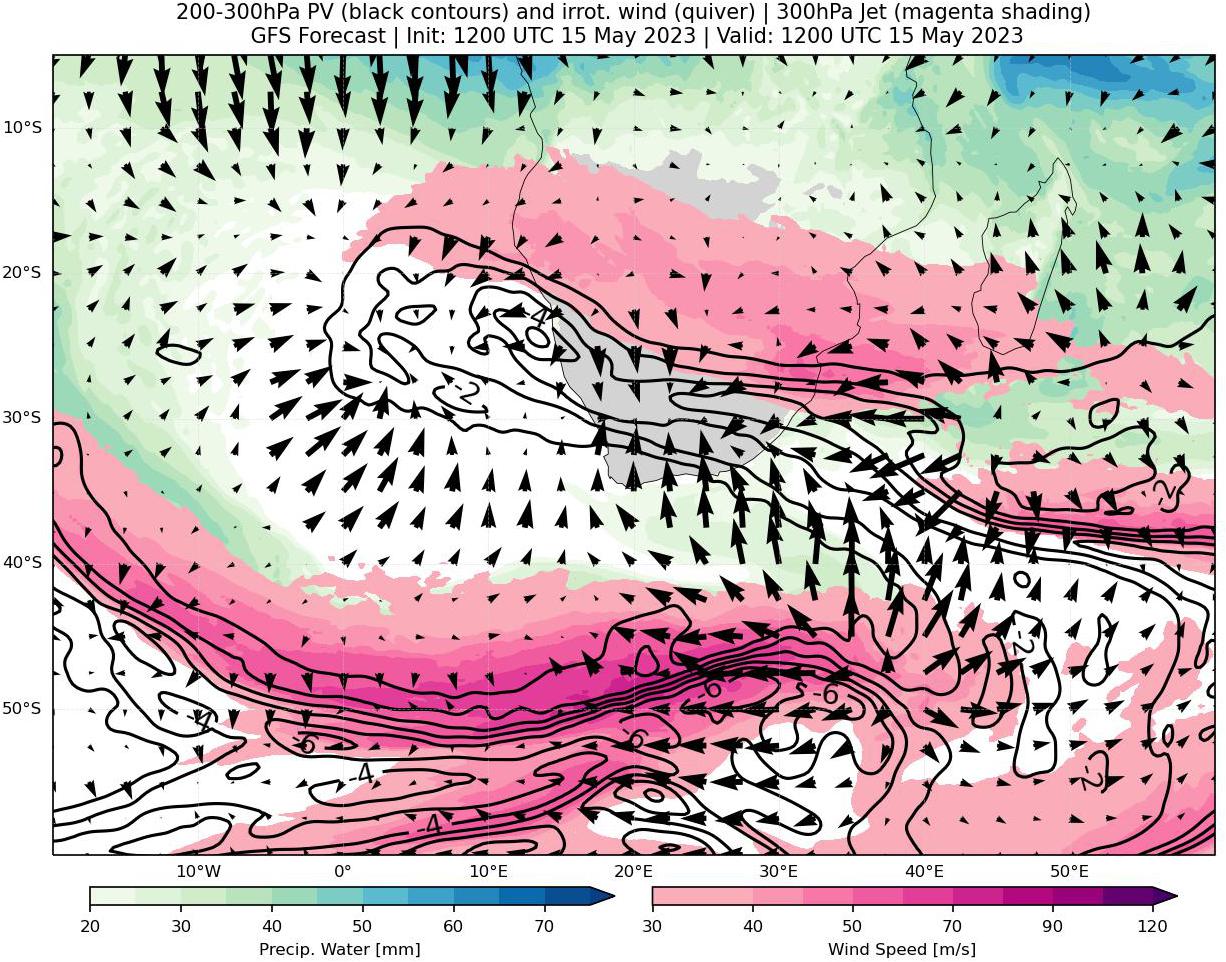 200-300hPa PV (black contours) and irrot. wind (quiver) | 300hPa Jet (magenta shading)
GFS Forecast | Init: 1200 UTC 15 May 2023 | Valid: 1200 UTC 15 May 2023
10°S
20°S
-4
-2
30°S
-2
40°S
0
-2
-6
-6
50°S
-4
-6
-6
-4
-2
-4
10°W 0° 10°E 20°E 30°E 40°E 50°E
20 30 40 50 60 70
30 40 50 70 90 120
Precip. Water [mm]
Wind Speed [m/s]